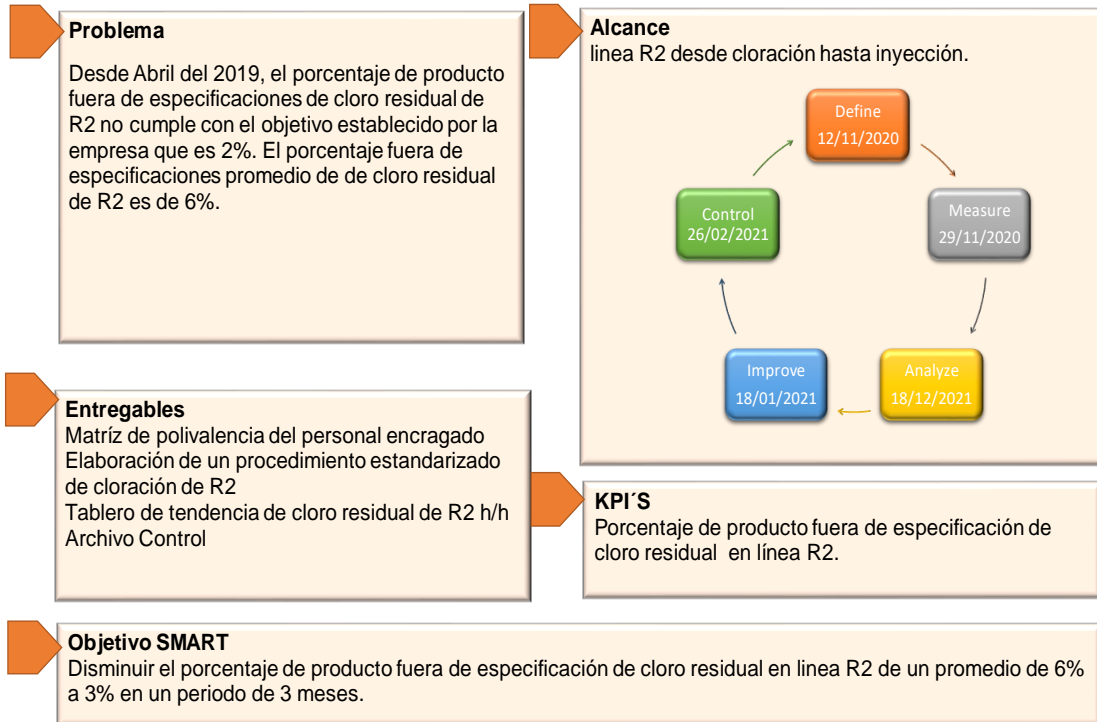 Problema
Desde Abril del 2019, el porcentaje de producto
fuera de especificaciones de cloro residual de
R2 no cumple con el objetivo establecido por la
empresa que es 2%. El porcentaje fuera de
especificaciones promedio de de cloro residual
de R2 es de 6%.
Alcance
linea R2 desde cloración hasta inyección.
Define
12/11/2020
Measure
29/11/2020
Analyze
18/12/2021
Improve
18/01/2021
Control
26/02/2021
Entregables
Matríz de polivalencia del personal encragado
Elaboración de un procedimiento estandarizado
de cloración de R2
Tablero de tendencia de cloro residual de R2 h/h
Archivo Control
KPI´S
Porcentaje de producto fuera de especificación de
cloro residual en línea R2.
Objetivo SMART
Disminuir el porcentaje de producto fuera de especificación de cloro residual en linea R2 de un promedio de 6%
a 3% en un periodo de 3 meses.